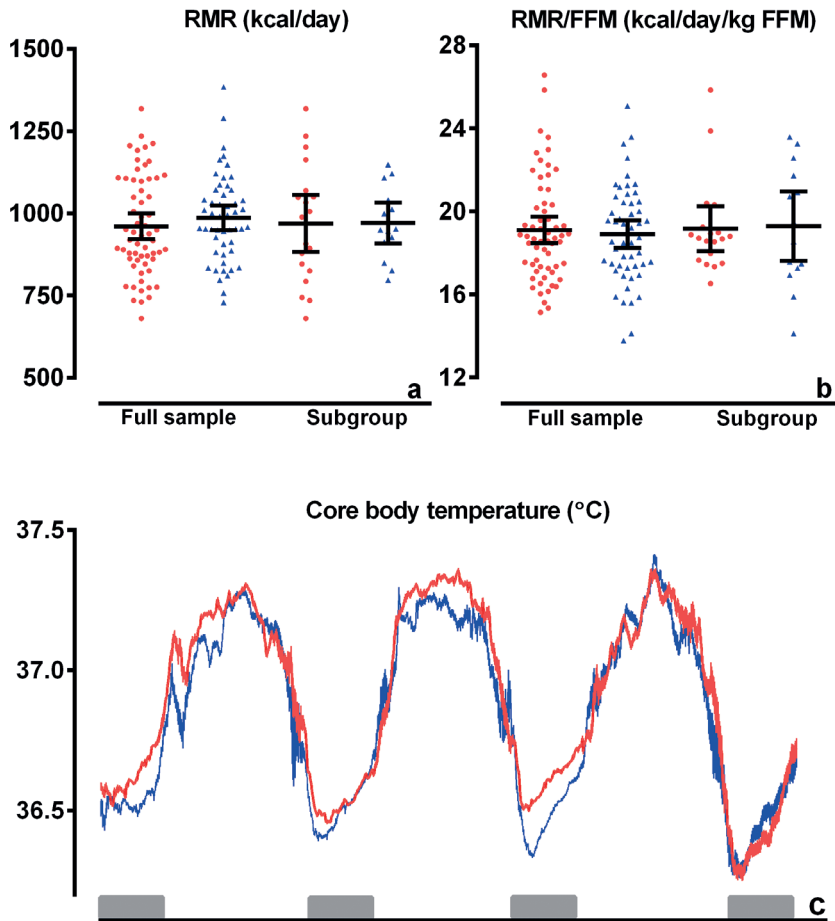 RMR (kcal/day)
1500
1250
1000
750
500
a
Full sample
Subgroup
RMR/FFM (kcal/day/kg FFM)
28
24
20
16
12
b
Full sample
Subgroup
Core body temperature (°C)
37.5
37.0
36.5
c